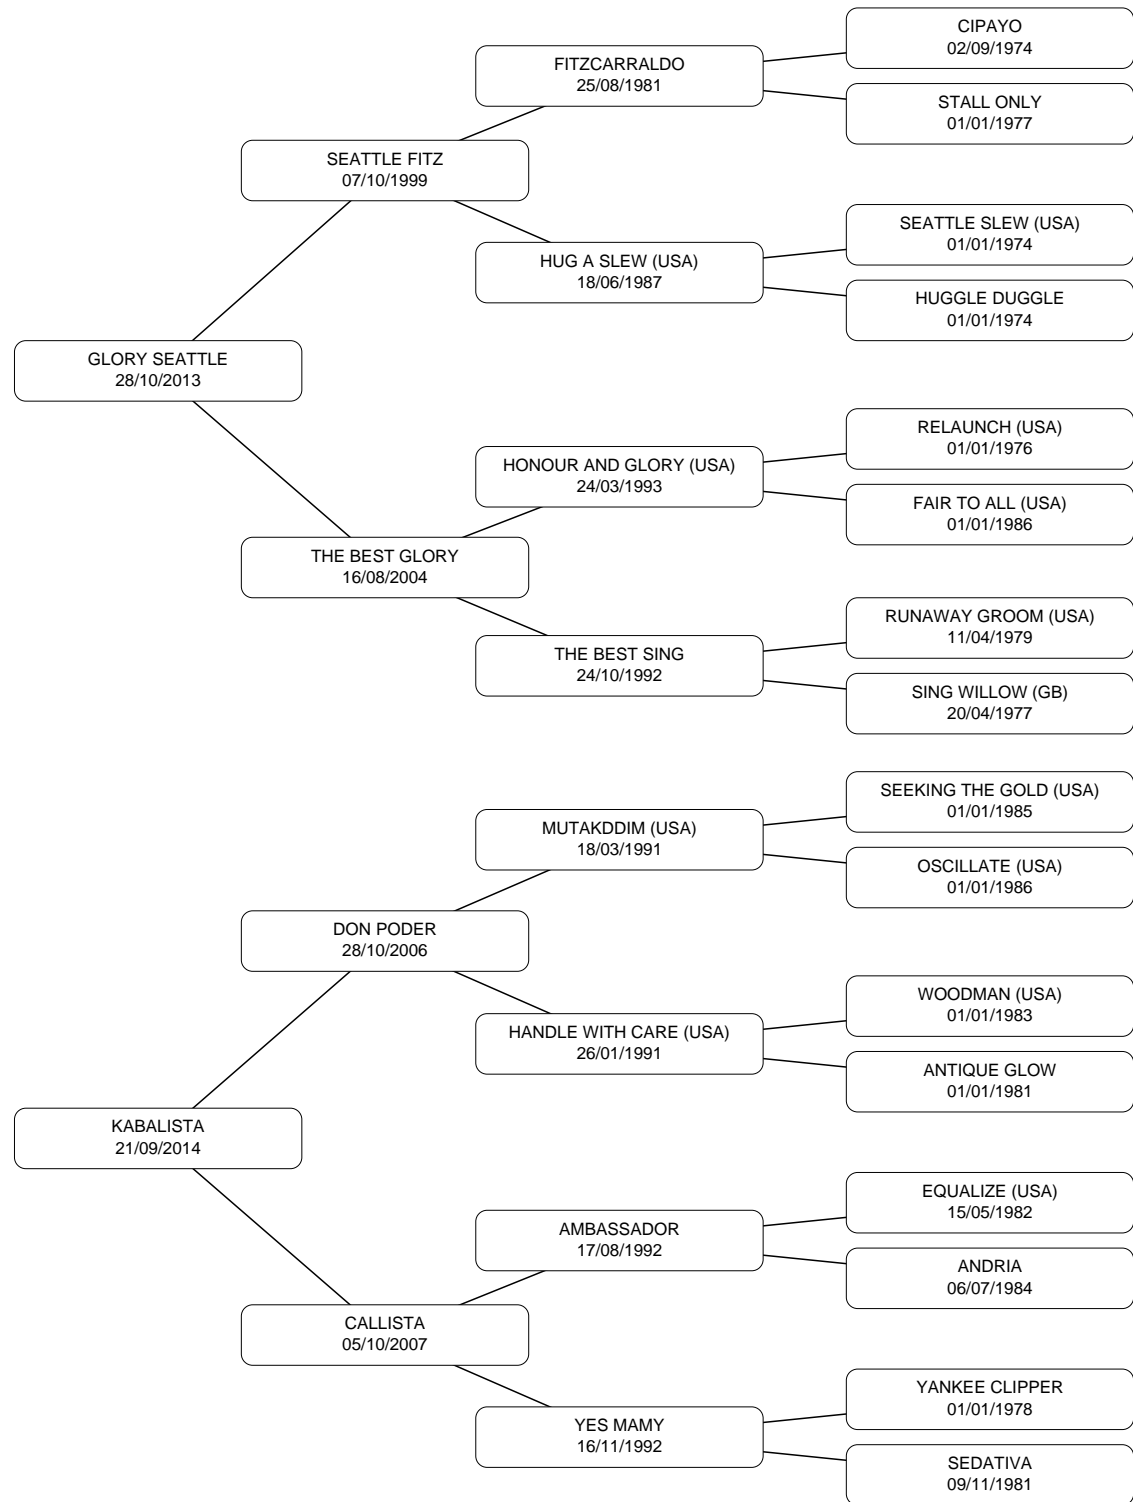 CIPAYO
02/09/1974
FITZCARRALDO
25/08/1981
STALL ONLY
01/01/1977
SEATTLE FITZ
07/10/1999
SEATTLE SLEW (USA)
01/01/1974
HUG A SLEW (USA)
18/06/1987
HUGGLE DUGGLE
01/01/1974
GLORY SEATTLE
28/10/2013
RELAUNCH (USA)
01/01/1976
HONOUR AND GLORY (USA)
24/03/1993
FAIR TO ALL (USA)
01/01/1986
THE BEST GLORY
16/08/2004
RUNAWAY GROOM (USA)
11/04/1979
THE BEST SING
24/10/1992
SING WILLOW (GB)
20/04/1977
SEEKING THE GOLD (USA)
01/01/1985
MUTAKDDIM (USA)
18/03/1991
OSCILLATE (USA)
01/01/1986
DON PODER
28/10/2006
WOODMAN (USA)
01/01/1983
HANDLE WITH CARE (USA)
26/01/1991
ANTIQUE GLOW
01/01/1981
KABALISTA
21/09/2014
EQUALIZE (USA)
15/05/1982
AMBASSADOR
17/08/1992
ANDRIA
06/07/1984
CALLISTA
05/10/2007
YANKEE CLIPPER
01/01/1978
YES MAMY
16/11/1992
SEDATIVA
09/11/1981